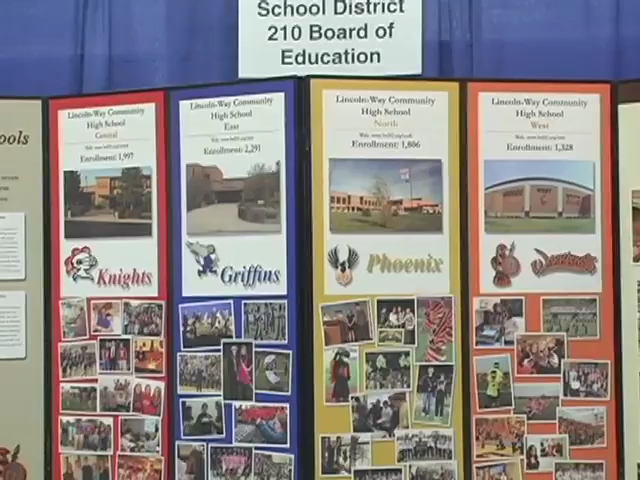 School District
210 Board of
Education
ools
Lincoln-Way Community
High School
Central
Enrollment: 1,997
Knights
Lincoln-Way Community
High School
East
Enrollment: 2,291
Griffins
Lincoln-Way Community
High School
North
Enrollment: 1,806
Phoenix
Lincoln-Way Community
High School
West
Enrollment: 1,328
WEST
Warriors